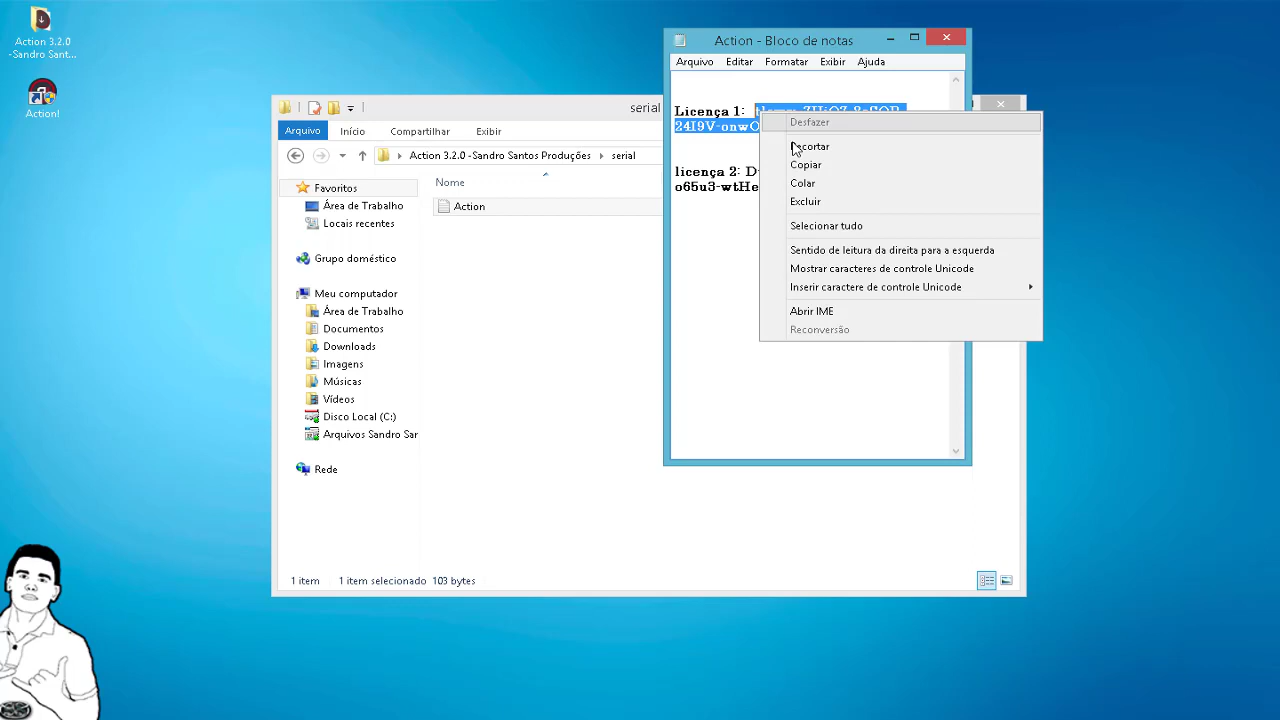 Action 3.2.0
-Sandro Sant...
Action!
serial
Arquivo
Início
Compartilhar
Exibir
Action 3.2.0 -Sandro Santos Produções
serial
Nome
Action
Favoritos
Área de Trabalho
Locais recentes
Grupo doméstico
Meu computador
Área de Trabalho
Documentos
Downloads
Imagens
Músicas
Vídeos
Disco Local (C:)
Arquivos Sandro Sar
Rede
1 item
1 item selecionado
103 bytes
Action - Bloco de notas
Arquivo
Editar
Formatar
Exibir
Ajuda
Licença 1:
licença 2:
Desfazer
Recortar
Copiar
Colar
Excluir
Selecionar tudo
Sentido de leitura da direita para a esquerda
Mostrar caracteres de controle Unicode
Inserir caractere de controle Unicode
Abrir IME
Reconversão